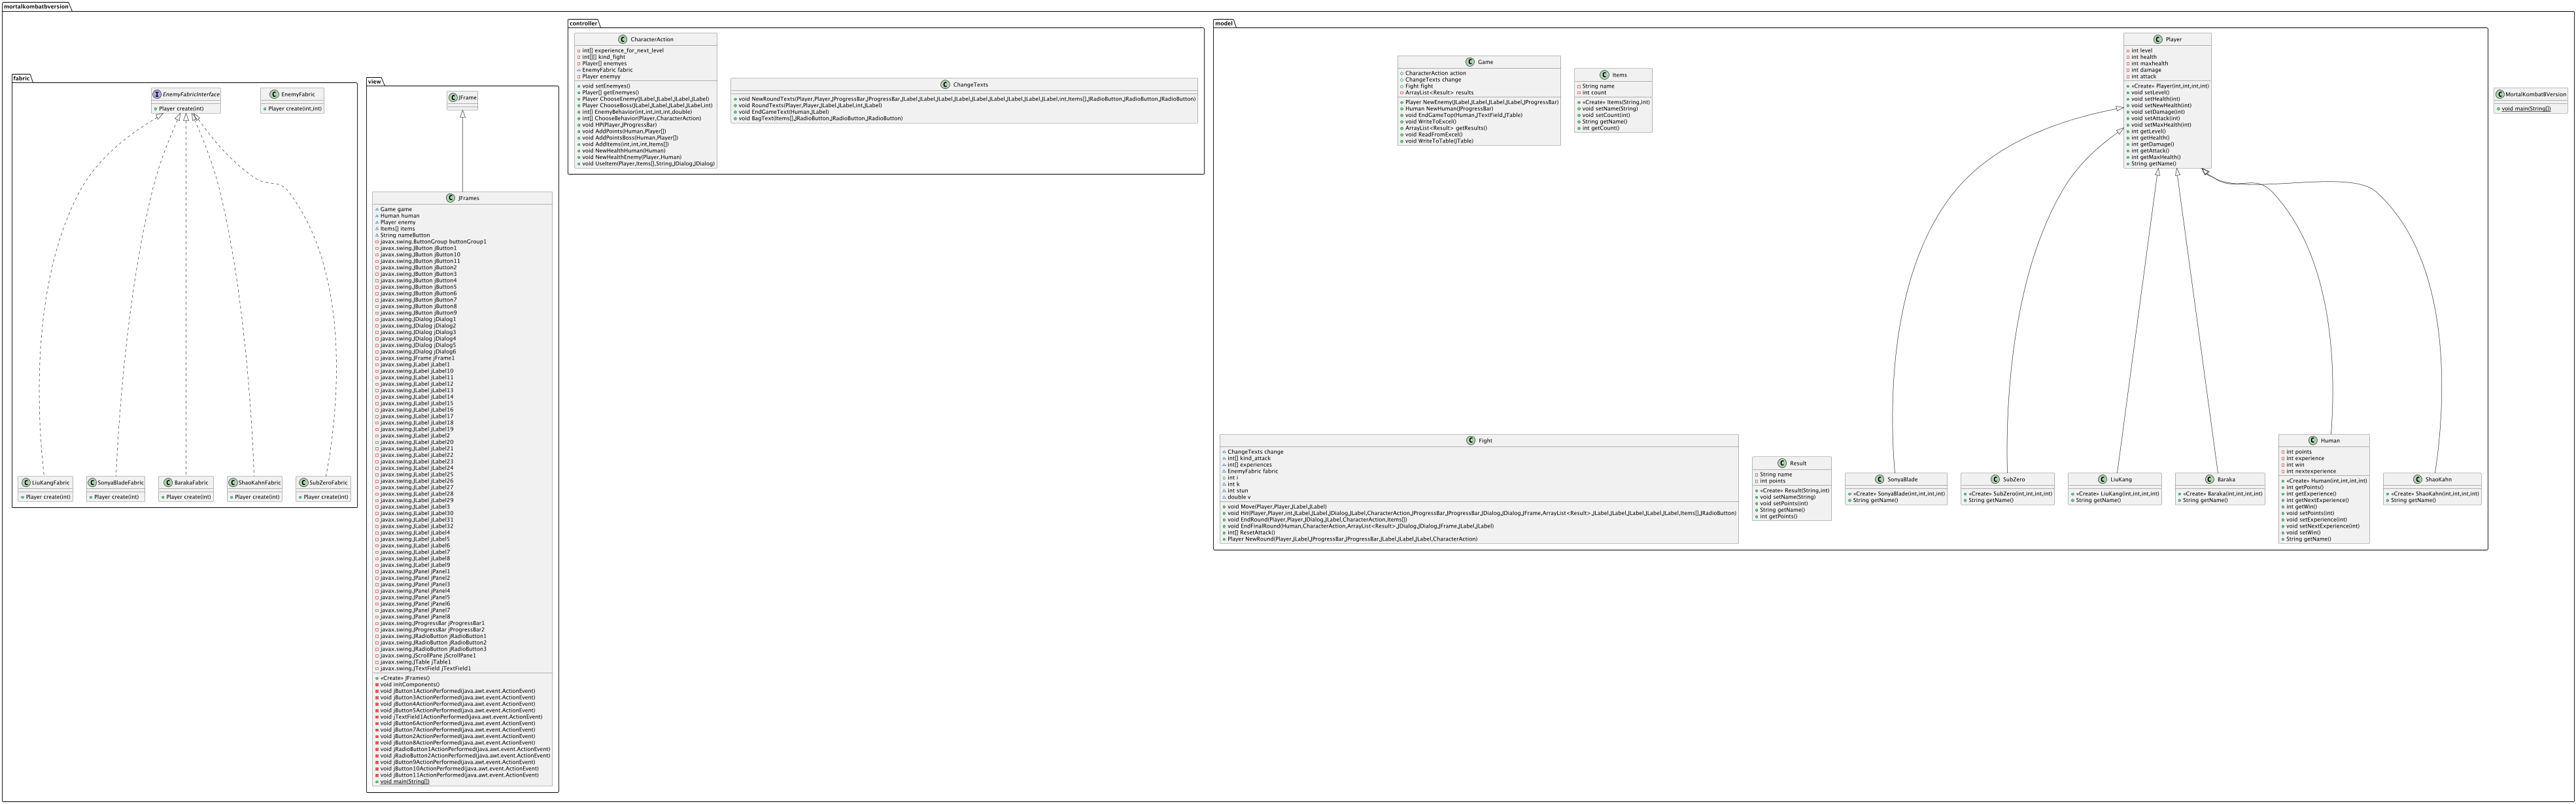 mortalkombatbversion
fabric
EnemyFabricInterface
Player create(int)
EnemyFabric
Player create(int,int)
LiuKangFabric
Player create(int)
SonyaBladeFabric
Player create(int)
BarakaFabric
Player create(int)
ShaoKahnFabric
Player create(int)
SubZeroFabric
Player create(int)
view
JFrame
JFrames
Game game
Human human
Player enemy
Items[] items
String nameButton
javax.swing.ButtonGroup buttonGroup1
javax.swing.JButton jButton1
javax.swing.JButton jButton10
javax.swing.JButton jButton11
javax.swing.JButton jButton2
javax.swing.JButton jButton3
javax.swing.JButton jButton4
javax.swing.JButton jButton5
javax.swing.JButton jButton6
javax.swing.JButton jButton7
javax.swing.JButton jButton8
javax.swing.JButton jButton9
javax.swing.JDialog jDialog1
javax.swing.JDialog jDialog2
javax.swing.JDialog jDialog3
javax.swing.JDialog jDialog4
javax.swing.JDialog jDialog5
javax.swing.JDialog jDialog6
javax.swing.JFrame jFrame1
javax.swing.JLabel jLabel1
javax.swing.JLabel jLabel10
javax.swing.JLabel jLabel11
javax.swing.JLabel jLabel12
javax.swing.JLabel jLabel13
javax.swing.JLabel jLabel14
javax.swing.JLabel jLabel15
javax.swing.JLabel jLabel16
javax.swing.JLabel jLabel17
javax.swing.JLabel jLabel18
javax.swing.JLabel jLabel19
javax.swing.JLabel jLabel2
javax.swing.JLabel jLabel20
javax.swing.JLabel jLabel21
javax.swing.JLabel jLabel22
javax.swing.JLabel jLabel23
javax.swing.JLabel jLabel24
javax.swing.JLabel jLabel25
javax.swing.JLabel jLabel26
javax.swing.JLabel jLabel27
javax.swing.JLabel jLabel28
javax.swing.JLabel jLabel29
javax.swing.JLabel jLabel3
javax.swing.JLabel jLabel30
javax.swing.JLabel jLabel31
javax.swing.JLabel jLabel32
javax.swing.JLabel jLabel4
javax.swing.JLabel jLabel5
javax.swing.JLabel jLabel6
javax.swing.JLabel jLabel7
javax.swing.JLabel jLabel8
javax.swing.JLabel jLabel9
javax.swing.JPanel jPanel1
javax.swing.JPanel jPanel2
javax.swing.JPanel jPanel3
javax.swing.JPanel jPanel4
javax.swing.JPanel jPanel5
javax.swing.JPanel jPanel6
javax.swing.JPanel jPanel7
javax.swing.JPanel jPanel8
javax.swing.JProgressBar jProgressBar1
javax.swing.JProgressBar jProgressBar2
javax.swing.JRadioButton jRadioButton1
javax.swing.JRadioButton jRadioButton2
javax.swing.JRadioButton jRadioButton3
javax.swing.JScrollPane jScrollPane1
javax.swing.JTable jTable1
javax.swing.JTextField jTextField1
«Create» JFrames()
void initComponents()
void jButton1ActionPerformed(java.awt.event.ActionEvent)
void jButton3ActionPerformed(java.awt.event.ActionEvent)
void jButton4ActionPerformed(java.awt.event.ActionEvent)
void jButton5ActionPerformed(java.awt.event.ActionEvent)
void jTextField1ActionPerformed(java.awt.event.ActionEvent)
void jButton6ActionPerformed(java.awt.event.ActionEvent)
void jButton7ActionPerformed(java.awt.event.ActionEvent)
void jButton2ActionPerformed(java.awt.event.ActionEvent)
void jButton8ActionPerformed(java.awt.event.ActionEvent)
void jRadioButton1ActionPerformed(java.awt.event.ActionEvent)
void jRadioButton2ActionPerformed(java.awt.event.ActionEvent)
void jButton9ActionPerformed(java.awt.event.ActionEvent)
void jButton10ActionPerformed(java.awt.event.ActionEvent)
void jButton11ActionPerformed(java.awt.event.ActionEvent)
void main(String[])
controller
CharacterAction
int[] experience_for_next_level
int[][] kind_fight
Player[] enemyes
EnemyFabric fabric
Player enemyy
void setEnemyes()
Player[] getEnemyes()
Player ChooseEnemy(JLabel,JLabel,JLabel,JLabel)
Player ChooseBoss(JLabel,JLabel,JLabel,JLabel,int)
int[] EnemyBehavior(int,int,int,int,double)
int[] ChooseBehavior(Player,CharacterAction)
void HP(Player,JProgressBar)
void AddPoints(Human,Player[])
void AddPointsBoss(Human,Player[])
void AddItems(int,int,int,Items[])
void NewHealthHuman(Human)
void NewHealthEnemy(Player,Human)
void UseItem(Player,Items[],String,JDialog,JDialog)
ChangeTexts
void NewRoundTexts(Player,Player,JProgressBar,JProgressBar,JLabel,JLabel,JLabel,JLabel,JLabel,JLabel,JLabel,JLabel,JLabel,int,Items[],JRadioButton,JRadioButton,JRadioButton)
void RoundTexts(Player,Player,JLabel,JLabel,int,JLabel)
void EndGameText(Human,JLabel)
void BagText(Items[],JRadioButton,JRadioButton,JRadioButton)
model
Game
CharacterAction action
ChangeTexts change
Fight fight
ArrayList<Result> results
Player NewEnemy(JLabel,JLabel,JLabel,JLabel,JProgressBar)
Human NewHuman(JProgressBar)
void EndGameTop(Human,JTextField,JTable)
void WriteToExcel()
ArrayList<Result> getResults()
void ReadFromExcel()
void WriteToTable(JTable)
Items
String name
int count
«Create» Items(String,int)
void setName(String)
void setCount(int)
String getName()
int getCount()
Player
int level
int health
int maxhealth
int damage
int attack
«Create» Player(int,int,int,int)
void setLevel()
void setHealth(int)
void setNewHealth(int)
void setDamage(int)
void setAttack(int)
void setMaxHealth(int)
int getLevel()
int getHealth()
int getDamage()
int getAttack()
int getMaxHealth()
String getName()
Fight
ChangeTexts change
int[] kind_attack
int[] experiences
EnemyFabric fabric
int i
int k
int stun
double v
void Move(Player,Player,JLabel,JLabel)
void Hit(Player,Player,int,JLabel,JLabel,JDialog,JLabel,CharacterAction,JProgressBar,JProgressBar,JDialog,JDialog,JFrame,ArrayList<Result>,JLabel,JLabel,JLabel,JLabel,JLabel,Items[],JRadioButton)
void EndRound(Player,Player,JDialog,JLabel,CharacterAction,Items[])
void EndFinalRound(Human,CharacterAction,ArrayList<Result>,JDialog,JDialog,JFrame,JLabel,JLabel)
int[] ResetAttack()
Player NewRound(Player,JLabel,JProgressBar,JProgressBar,JLabel,JLabel,JLabel,CharacterAction)
Result
String name
int points
«Create» Result(String,int)
void setName(String)
void setPoints(int)
String getName()
int getPoints()
SonyaBlade
«Create» SonyaBlade(int,int,int,int)
String getName()
SubZero
«Create» SubZero(int,int,int,int)
String getName()
LiuKang
«Create» LiuKang(int,int,int,int)
String getName()
Baraka
«Create» Baraka(int,int,int,int)
String getName()
Human
int points
int experience
int win
int nextexperience
«Create» Human(int,int,int,int)
int getPoints()
int getExperience()
int getNextExperience()
int getWin()
void setPoints(int)
void setExperience(int)
void setNextExperience(int)
void setWin()
String getName()
ShaoKahn
«Create» ShaoKahn(int,int,int,int)
String getName()
MortalKombatBVersion
void main(String[])